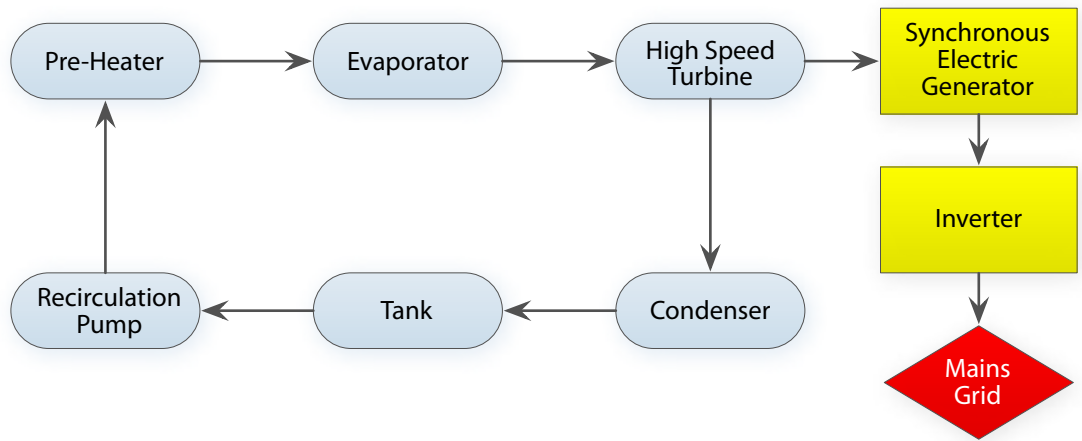 Pre-Heater
Evaporator
High Speed
Turbine
Synchronous
Electric
Generator
Inverter
Recirculation
Pump
Tank
Condenser
Mains
Grid